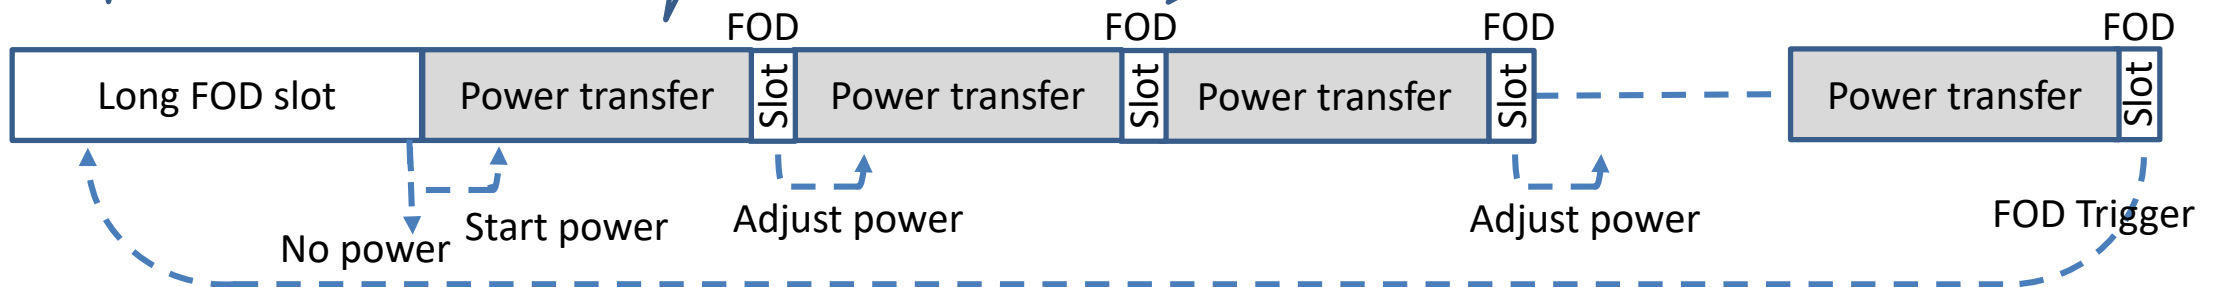 FOD FOD FOD FOD
Long FOD slot Power transfer Slot Power transfer Slot Power transfer Slot Power transfer Slot
No power Start power Adjust power Adjust power FOD Trigger